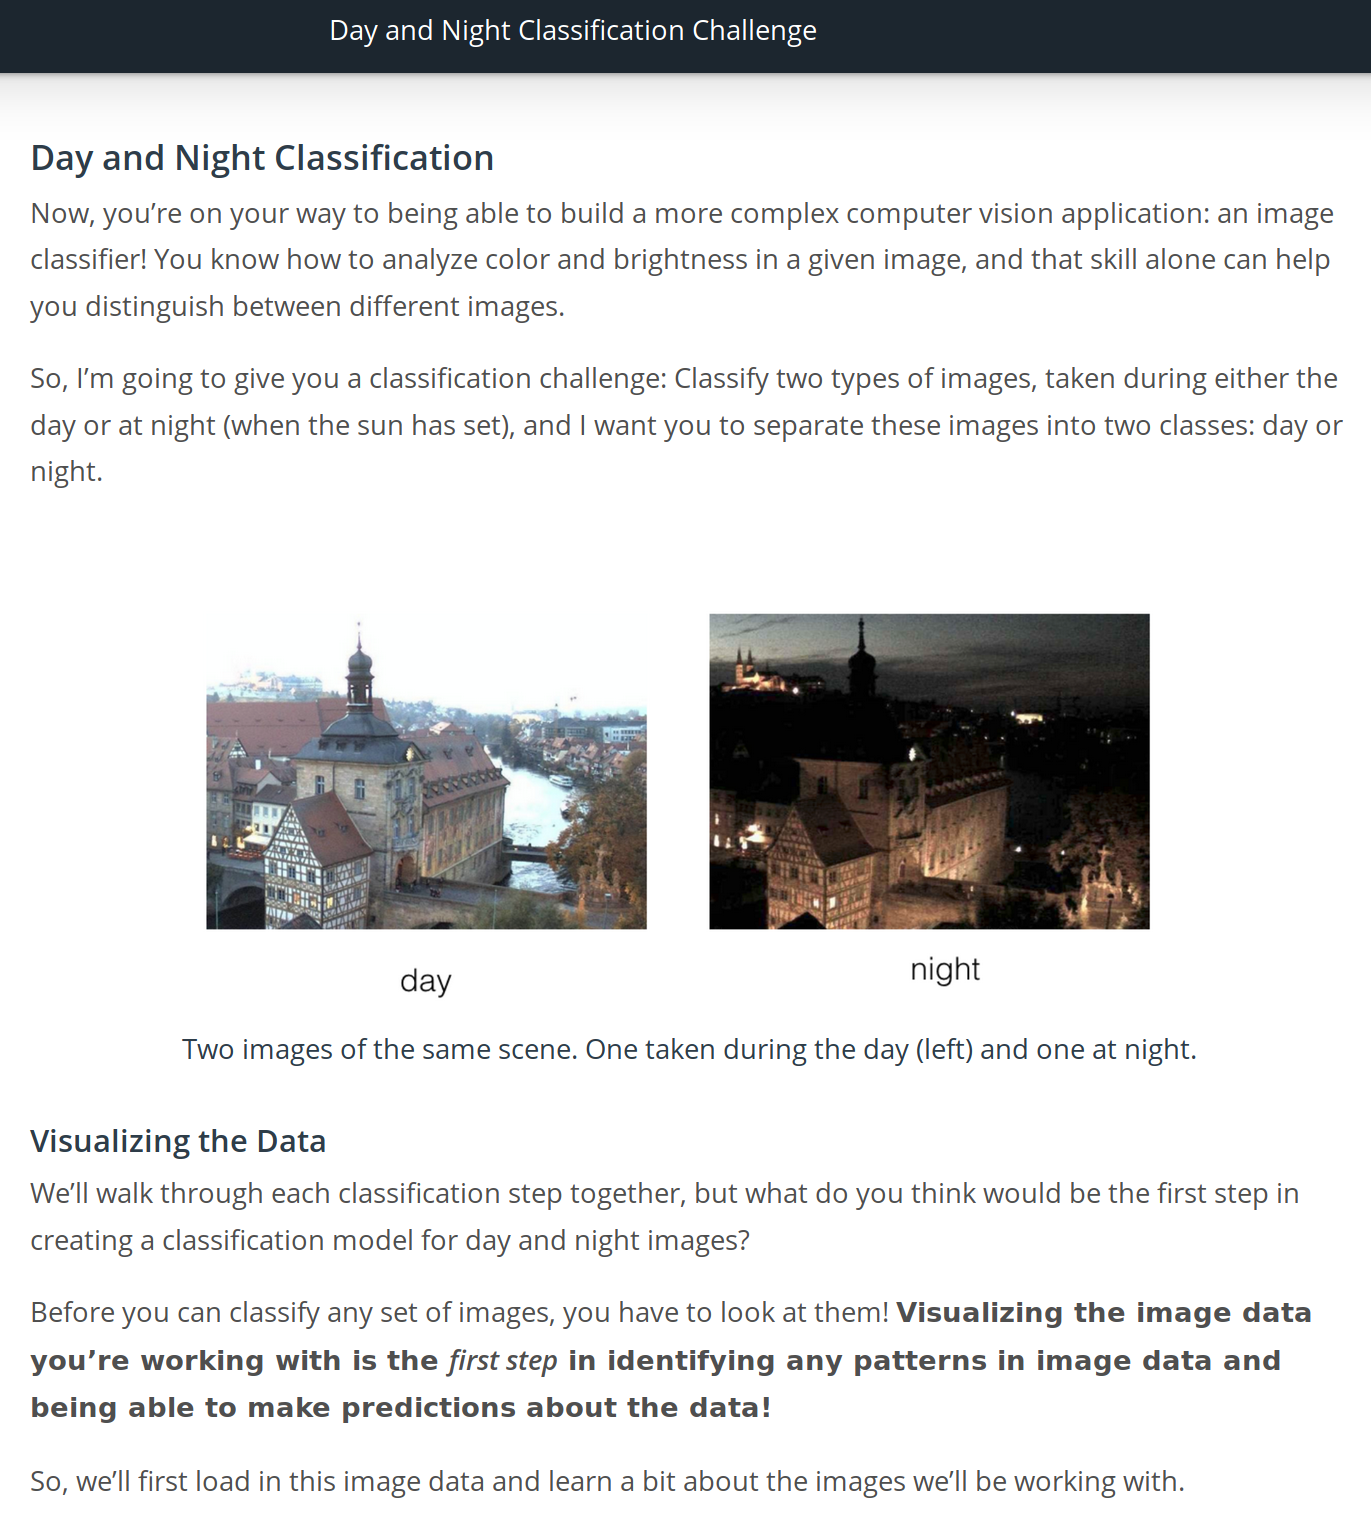 Day and Night Classification Challenge
Day and Night Classification
Now, you’re on your way to being able to build a more complex computer vision application: an image
classifier! You know how to analyze color and brightness in a given image, and that skill alone can help
you distinguish between different images.
So, I’m going to give you a classification challenge: Classify two types of images, taken during either the
day or at night (when the sun has set), and I want you to separate these images into two classes: day or
night.
day
night
Two images of the same scene. One taken during the day (left) and one at night.
Visualizing the Data
We’ll walk through each classification step together, but what do you think would be the first step in
creating a classification model for day and night images?
Before you can classify any set of images, you have to look at them! Visualizing the image data
you’re working with is the first step in identifying any patterns in image data and
being able to make predictions about the data!
So, we’ll first load in this image data and learn a bit about the images we’ll be working with.